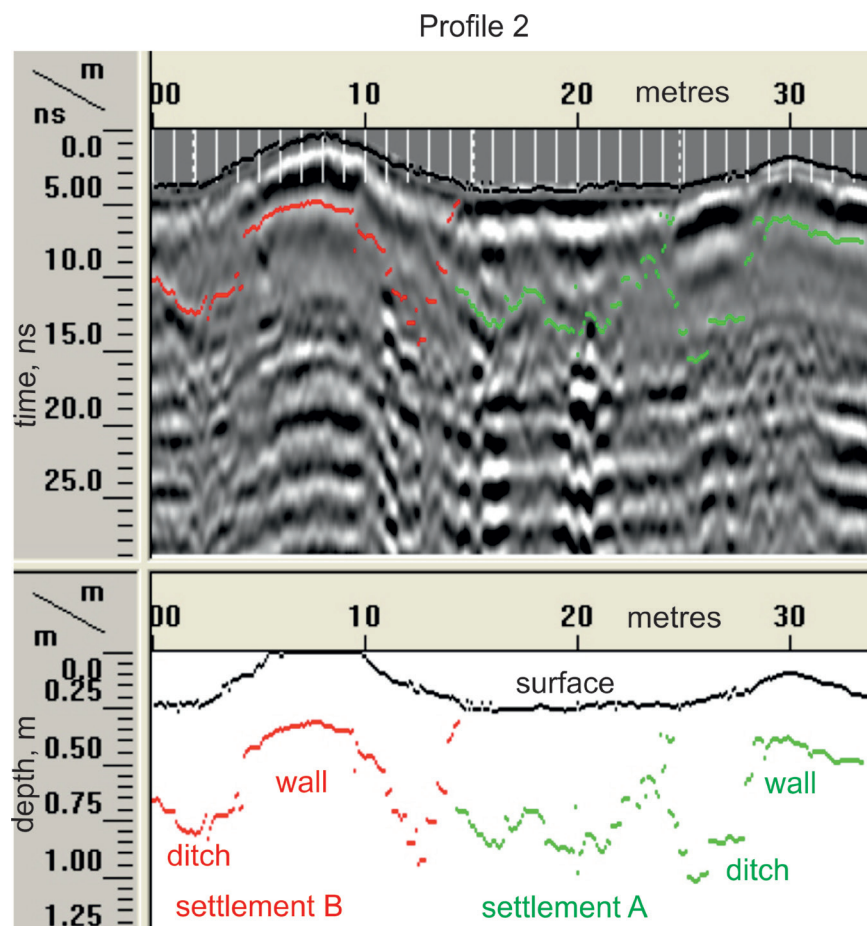 Profile 2
m
ns
00 10 20 metres 30
0.0
5.00
10.0
15.0
20.0
25.0
time, ns
m
m
00 10 20 metres 30
0.0
0.25
0.50
0.75
1.00
1.25
depth, m
surface
wall
wall
ditch
ditch
settlement B
settlement A